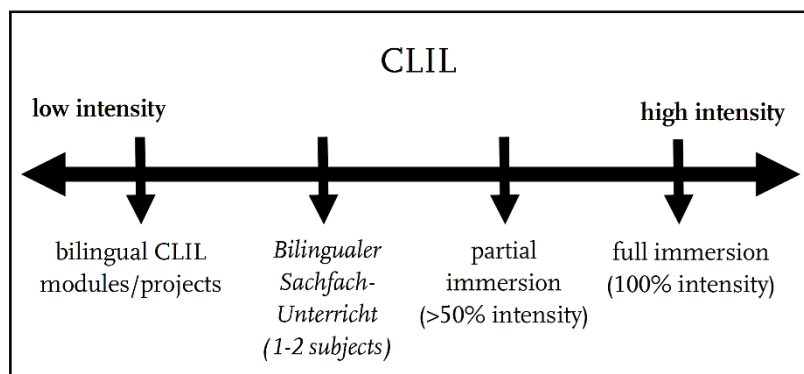 CLIL
low intensity
high intensity
bilingual CLIL
modules/projects
Bilingualer
Sachfach-
Unterricht
(1-2 subjects)
partial
immersion
(>50% intensity)
full immersion
(100% intensity)